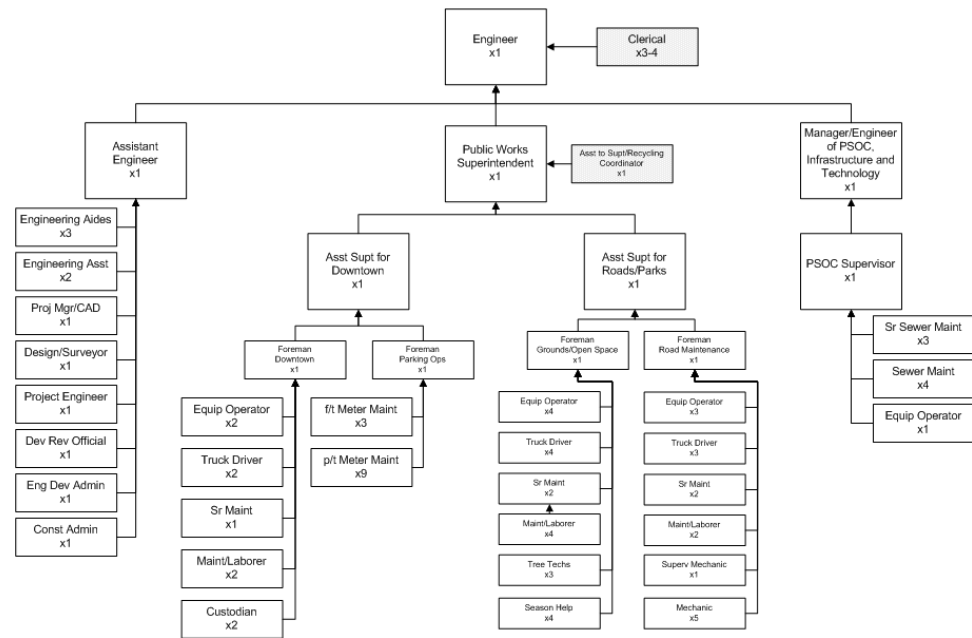 Engineer
x1
Clerical
x3-4
Assistant
Engineer
x1
Public Works
Superintendent
x1
Asst to Supt/Recycling
Coordinator
x1
Manager/Engineer
of PSOC,
Infrastructure and
Technology
x1
Engineering Aides
x3
Engineering Asst
x2
Proj Mgr/CAD
x1
Design/Surveyor
x1
Project Engineer
x1
Dev Rev Official
x1
Eng Dev Admin
x1
Const Admin
x1
Asst Supt for
Downtown
x1
Asst Supt for
Roads/Parks
x1
PSOC Supervisor
x1
Foreman
Downtown
x1
Foreman
Parking Ops
x1
Foreman
Grounds/Open Space
x1
Foreman
Road Maintenance
x1
Equip Operator
x2
Truck Driver
x2
Sr Maint
x1
Maint/Laborer
x2
Custodian
x2
f/t Meter Maint
x3
p/t Meter Maint
x9
Equip Operator
x4
Truck Driver
x4
Sr Maint
x2
Maint/Laborer
x4
Tree Techs
x3
Season Help
x4
Equip Operator
x3
Truck Driver
x3
Sr Maint
x2
Maint/Laborer
x2
Superv Mechanic
x1
Mechanic
x5
Sr Sewer Maint
x3
Sewer Maint
x4
Equip Operator
x1